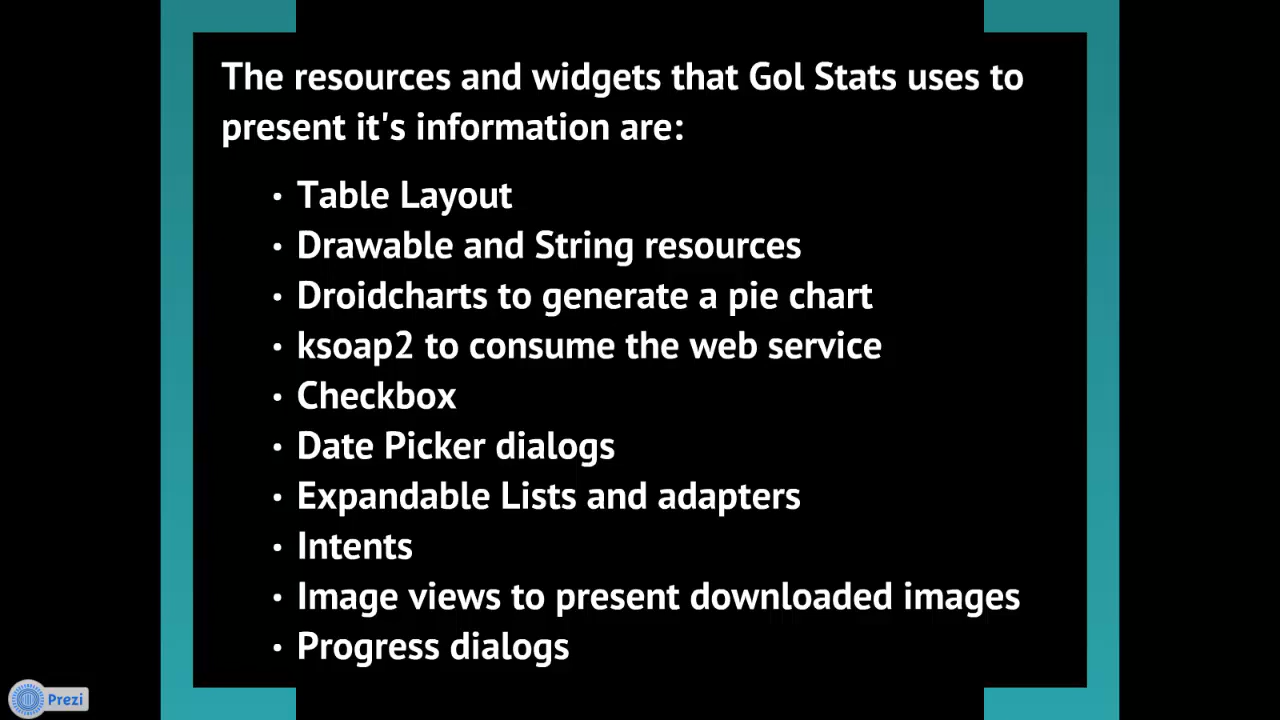 The resources and widgets that Gol Stats uses to
present it's information are:
• Table Layout
• Drawable and String resources
• Droidcharts to generate a pie chart
• ksoap2 to consume the web service
• Checkbox
• Date Picker dialogs
• Expandable Lists and adapters
• Intents
• Image views to present downloaded images
• Progress dialogs
Prezi